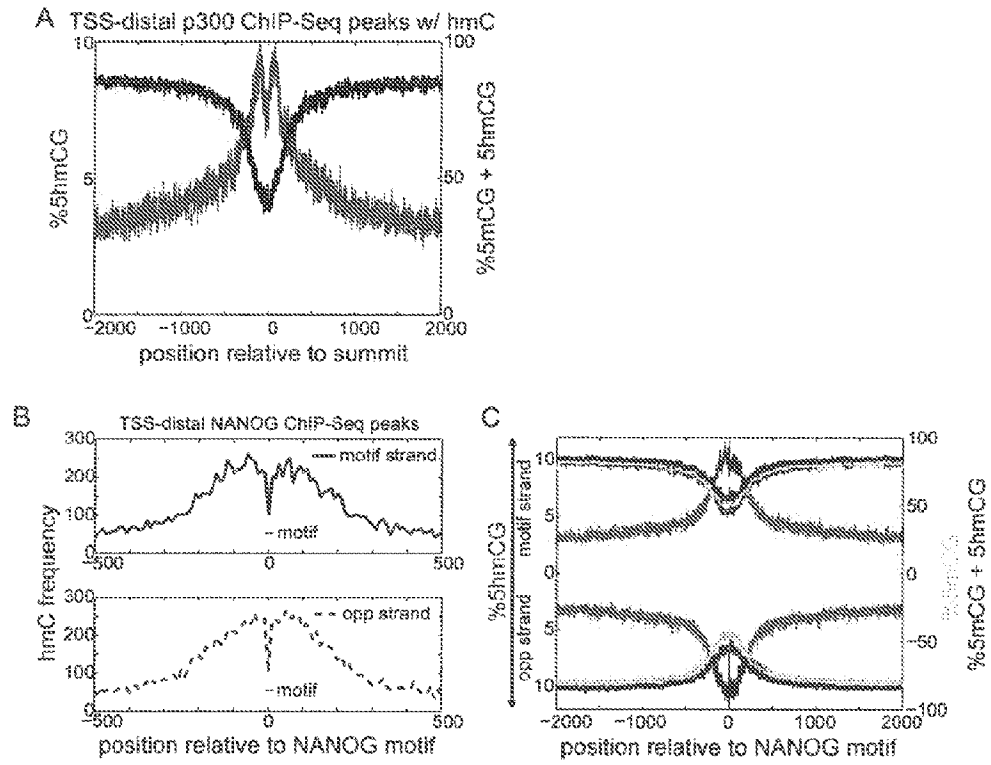 A
TSS-distal p300 ChIP-Seq peaks w/ hmC
10
5
0
%5hmCG
100
50
0
%5mCG + 5hmCG
-2000 -1000 0 1000 2000
position relative to summit
B
TSS-distal NANOG ChIP-Seq peaks
300
200
100
0
motif strand
motif
-500 0 500
300
200
100
0
opp strand
motif
-500 0 500
hmC frequency
position relative to NANOG motif
C
%5hmCG
motif strand
opp strand
10
5
0
5
10
100
50
0
-50
-100
%5mCG + 5hmCG
-2000 -1000 0 1000 2000
position relative to NANOG motif